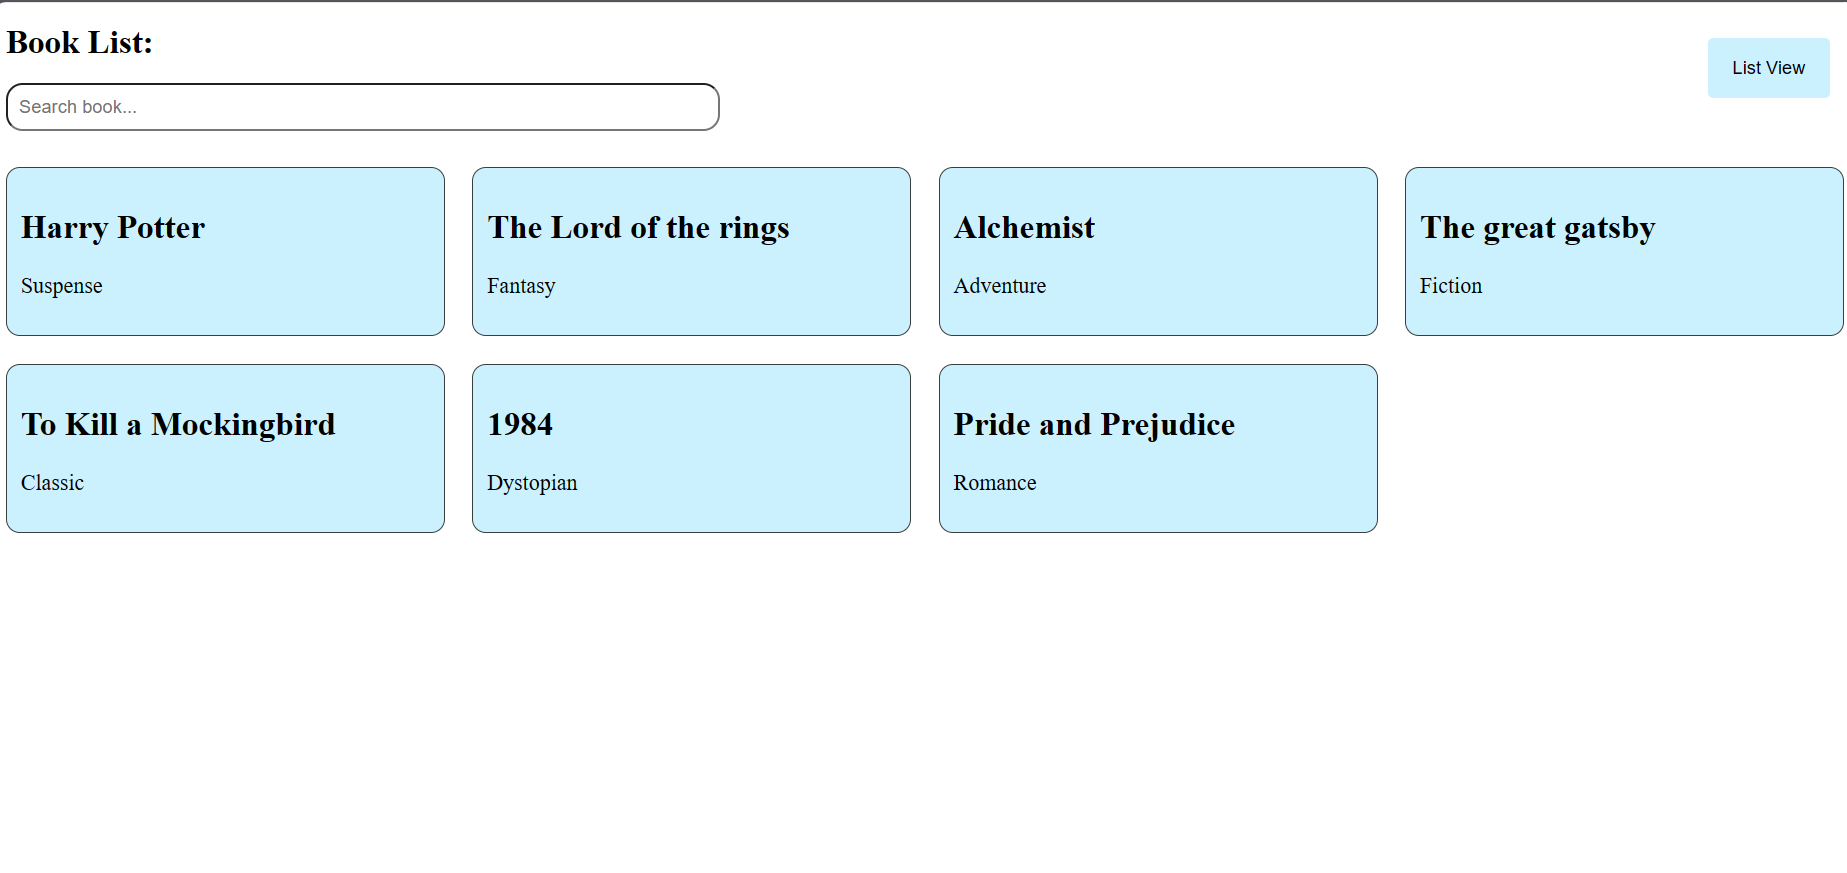 Book List:
List View
Search book...
Harry Potter
Suspense
The Lord of the rings
Fantasy
Alchemist
Adventure
The great gatsby
Fiction
To Kill a Mockingbird
Classic
1984
Dystopian
Pride and Prejudice
Romance